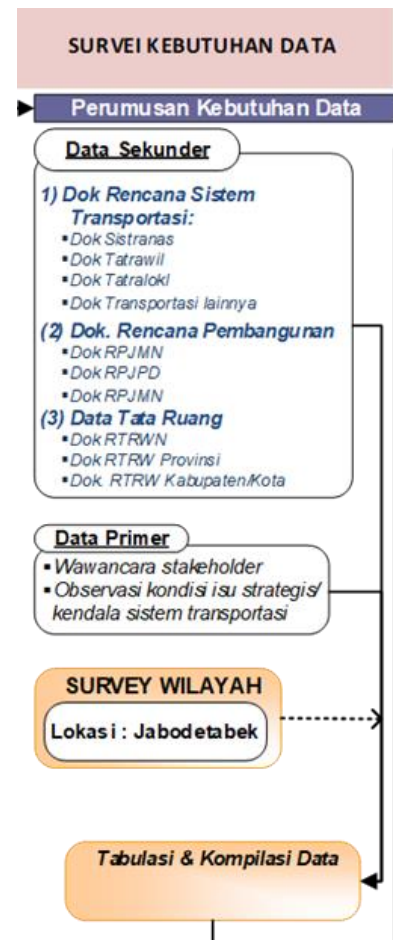 SURVEI KEBUTUHAN DATA
Perumusan Kebutuhan Data
Data Sekunder
1) Dok Rencana Sistem
Transportasi:
▪Dok Sistranas
▪Dok Tatrawil
▪Dok Tatralokl
▪Dok Transportasi lainnya
(2) Dok. Rencana Pembangunan
▪Dok RPJMN
▪Dok RPJPD
▪Dok RPJMN
(3) Data Tata Ruang
▪Dok RTRWN
▪Dok RTRW Provinsi
▪Dok. RTRW Kabupaten/Kota
Data Primer
▪Wawancara stakeholder
▪Observasi kondisi isu strategis/
kendala sistem transportasi
SURVEY WILAYAH
Lokasi : Jabodetabek
Tabulasi & Kompilasi Data